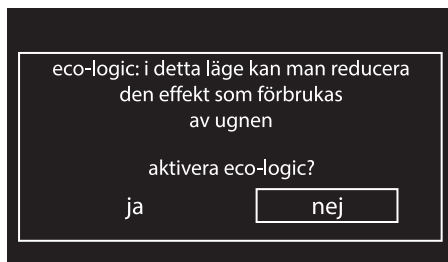 eco-logic: i detta läge kan man reducera
den effekt som förbrukas
av ugnen
aktivera eco-logic?
ja nej